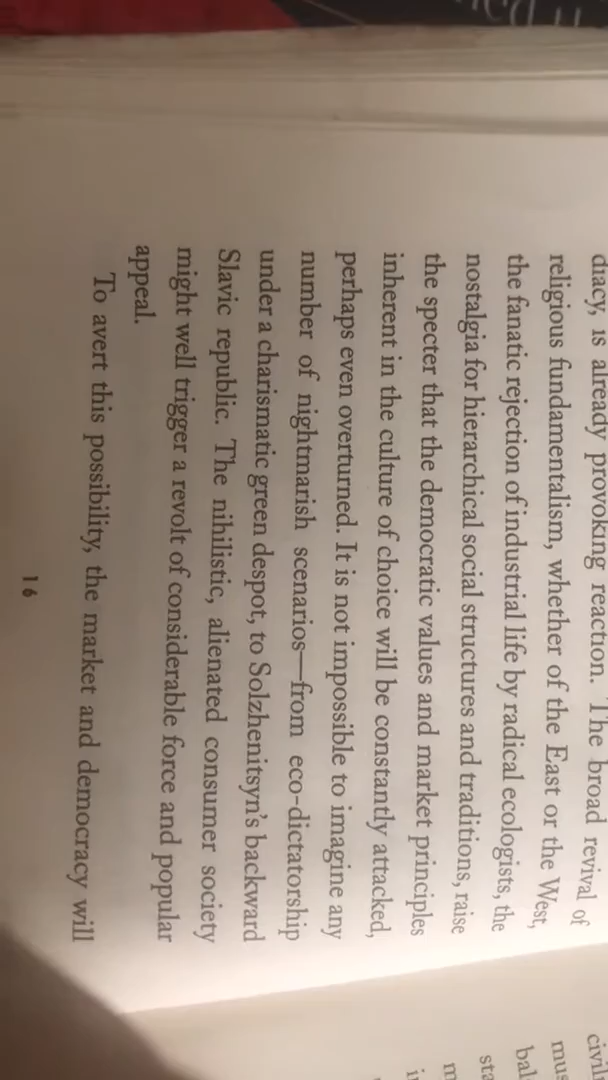 diacy, is already provoking reaction. The broad revival of
religious fundamentalism, whether of the East or the West,
the fanatic rejection of industrial life by radical ecologists, the
nostalgia for hierarchical social structures and traditions, raise
the specter that the democratic values and market principles
inherent in the culture of choice will be constantly attacked,
perhaps even overturned. It is not impossible to imagine any
number of nightmarish scenarios—from eco-dictatorship
under a charismatic green despot, to Solzhenitsyn's backward
Slavic republic. The nihilistic, alienated consumer society
might well trigger a revolt of considerable force and popular
appeal.
To avert this possibility, the market and democracy will
16
civil
mus
bal
sta